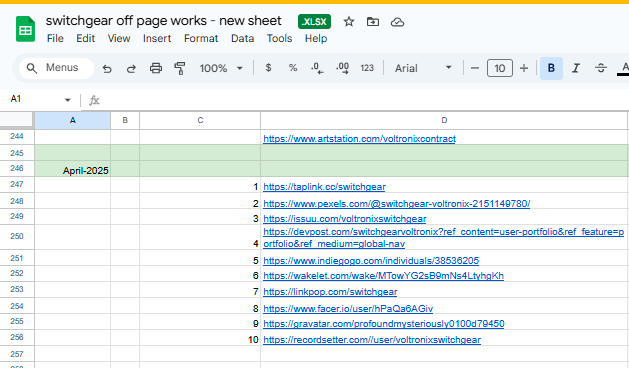 switchgear off page works - new sheet .XLSX
File Edit View Insert Format Data Tools Help
Menus 100% $ % .0 .00 123 Arial 10 B I S A
A1 fx
A B C D
244 https://www.artstation.com/voltronixcontract
245
246 April-2025
247 1 https://taplink.cc/switchgear
248 2 https://www.pexels.com/@switchgear-voltronix-2151149780/
249 3 https://issuu.com/voltronixswitchgear
https://devpost.com/switchgearvoltronix?ref_content=user-portfolio&ref_feature=p
250 4 ortfolio&ref_medium=global-nav
251 5 https://www.indiegogo.com/individuals/38536205
252 6 https://wakelet.com/wake/MTowYG2sB9mNs4LtyhgKh
253 7 https://linkpop.com/switchgear
254 8 https://www.facer.io/user/hPaQa6AGiv
255 9 https://gravatar.com/profoundmysteriously0100d79450
256 10 https://recordsetter.com//user/voltronixswitchgear
257